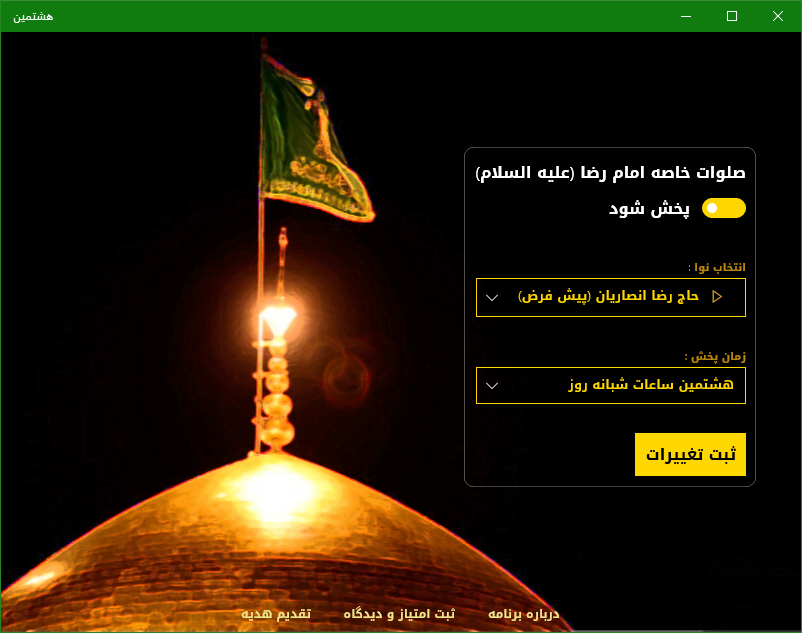 هشتمین
صلوات خاصه امام رضا (علیه السلام)
پخش شود
انتخاب نوا :
حاج رضا انصاریان (پیش فرض)
زمان پخش :
هشتمین ساعات شبانه روز
ثبت تغییرات
درباره برنامه
ثبت امتیاز و دیدگاه
تقدیم هدیه